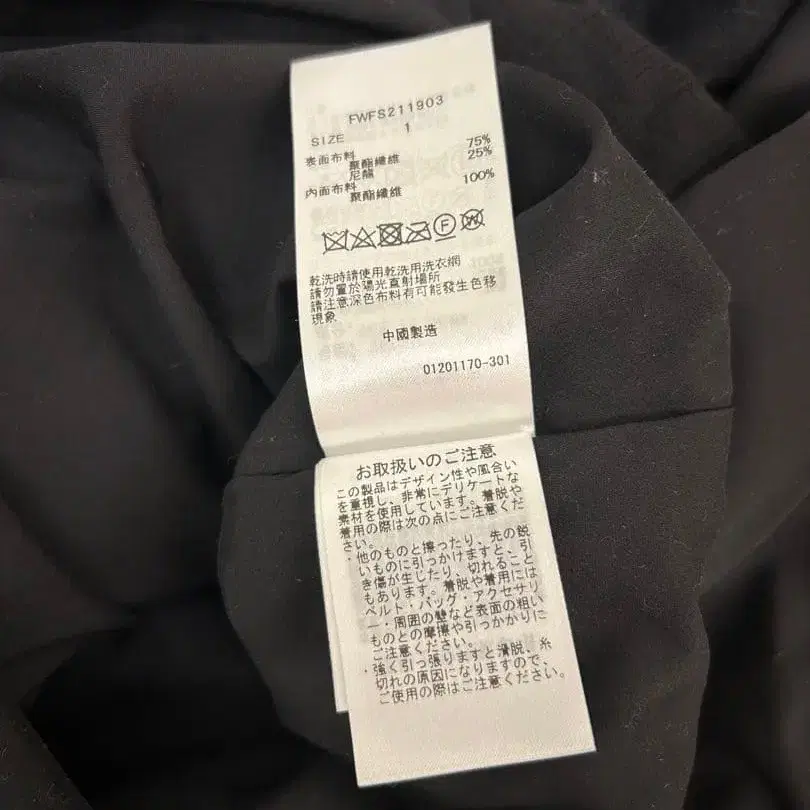 FWFS211903
SIZE 1
表面布料 75%
聚酯纖維 25%
尼龍
内面布料 100%
聚酯纖維
F
W
乾洗時請使用乾洗用洗衣網
請勿置於陽光直射場所
請注意深色布料有可能發生色移
現象
中國製造
01201170-301
お取扱いのご注意
この製品はデザイン性や風合い
を重視し、非常にデリケートな
素材を使用しています。着脱や
着用の際は次の点にご注意くだ
さい。
・他のものと擦ったり、先の鋭
いものに引っかけますと、引
き傷が生じたり、切れること
もあります。着脱や着用には
ベルト・バッグ・アクセサリ
ー・周囲の壁など表面の粗い
ものとの摩擦や引っかかりに
ご注意ください。
・強く引っ張りますと滑脱、糸
切れの原因になりますので、
ご使用の際はご注意ください。